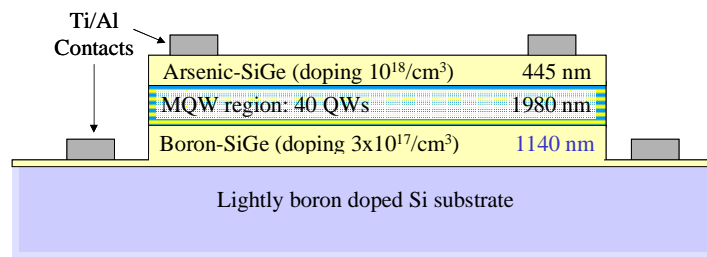 Ti/Al
Contacts
Arsenic-SiGe (doping 10¹⁸/cm³) 445 nm
MQW region: 40 QWs 1980 nm
Boron-SiGe (doping 3x10¹⁷/cm³) 1140 nm
Lightly boron doped Si substrate